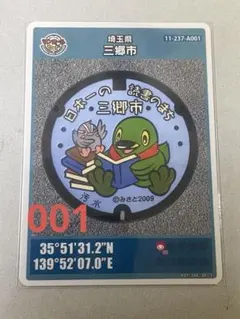 埼玉県
三郷市
11-237-A001
日本一の
読書のまち
三郷市
汚水
©みさと2009
001
35°51'31.2"N
139°52'07.0"E